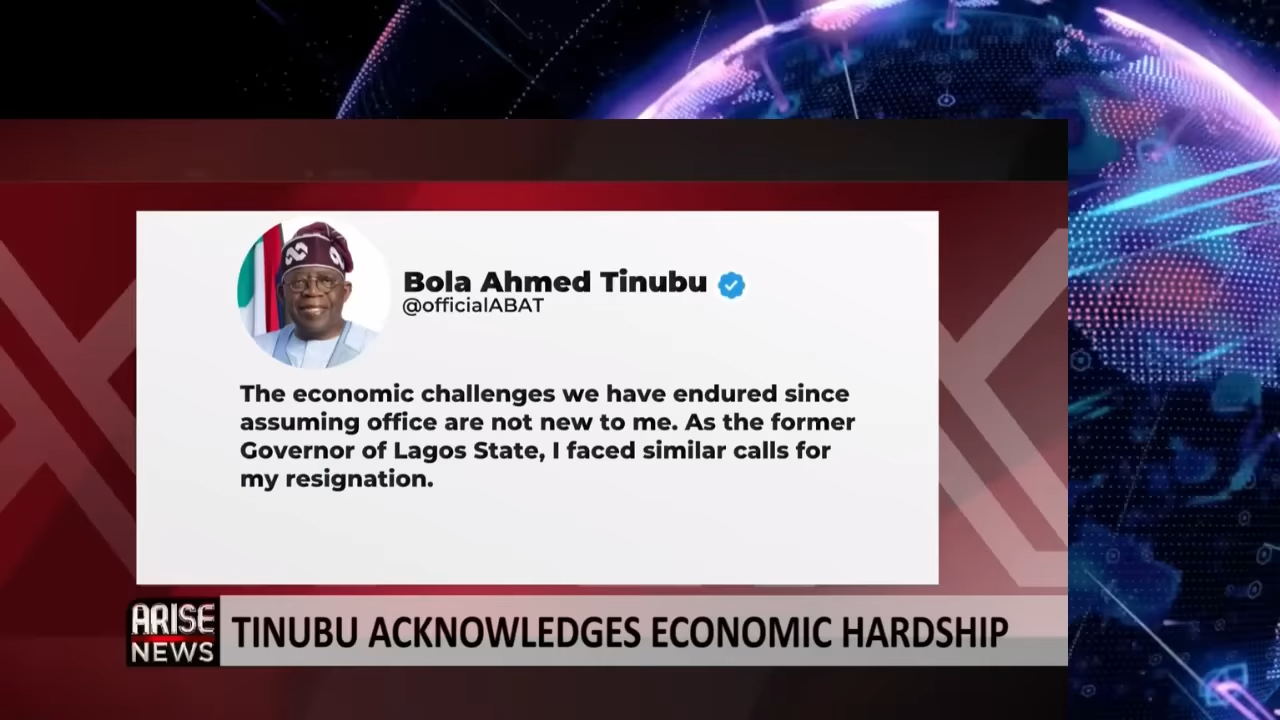 Bola Ahmed Tinubu
@officialABAT
The economic challenges we have endured since
assuming office are not new to me. As the former
Governor of Lagos State, I faced similar calls for
my resignation.
ARISE
NEWS
TINUBU ACKNOWLEDGES ECONOMIC HARDSHIP